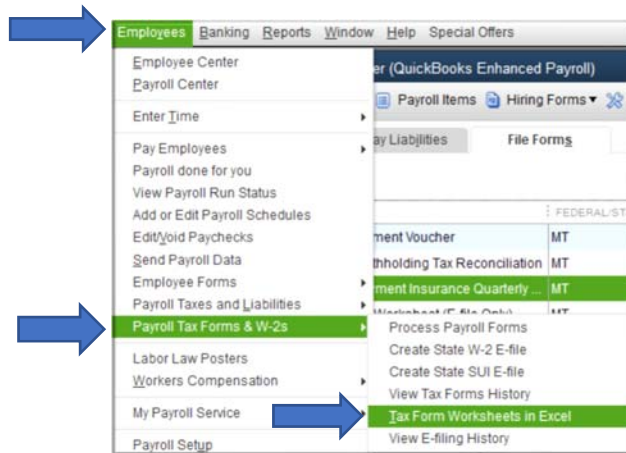 Employees Banking Reports Window Help Special Offers
Employee Center
Payroll Center
Enter Time
Pay Employees
Payroll done for you
View Payroll Run Status
Add or Edit Payroll Schedules
Edit/Void Paychecks
Send Payroll Data
Employee Forms
Payroll Taxes and Liabilities
Payroll Tax Forms & W-2s
Labor Law Posters
Workers Compensation
My Payroll Service
Payroll Setup
er (QuickBooks Enhanced Payroll)
Payroll Items Hiring Forms
ay Liabilities File Forms
FEDERAL/ST
ment Voucher MT
thholding Tax Reconciliation MT
ment Insurance Quarterly ... MT
Worksheet (E-file Only) MT
Process Payroll Forms
Create State W-2 E-file
Create State SUI E-file
View Tax Forms History
Tax Form Worksheets in Excel
View E-filing History